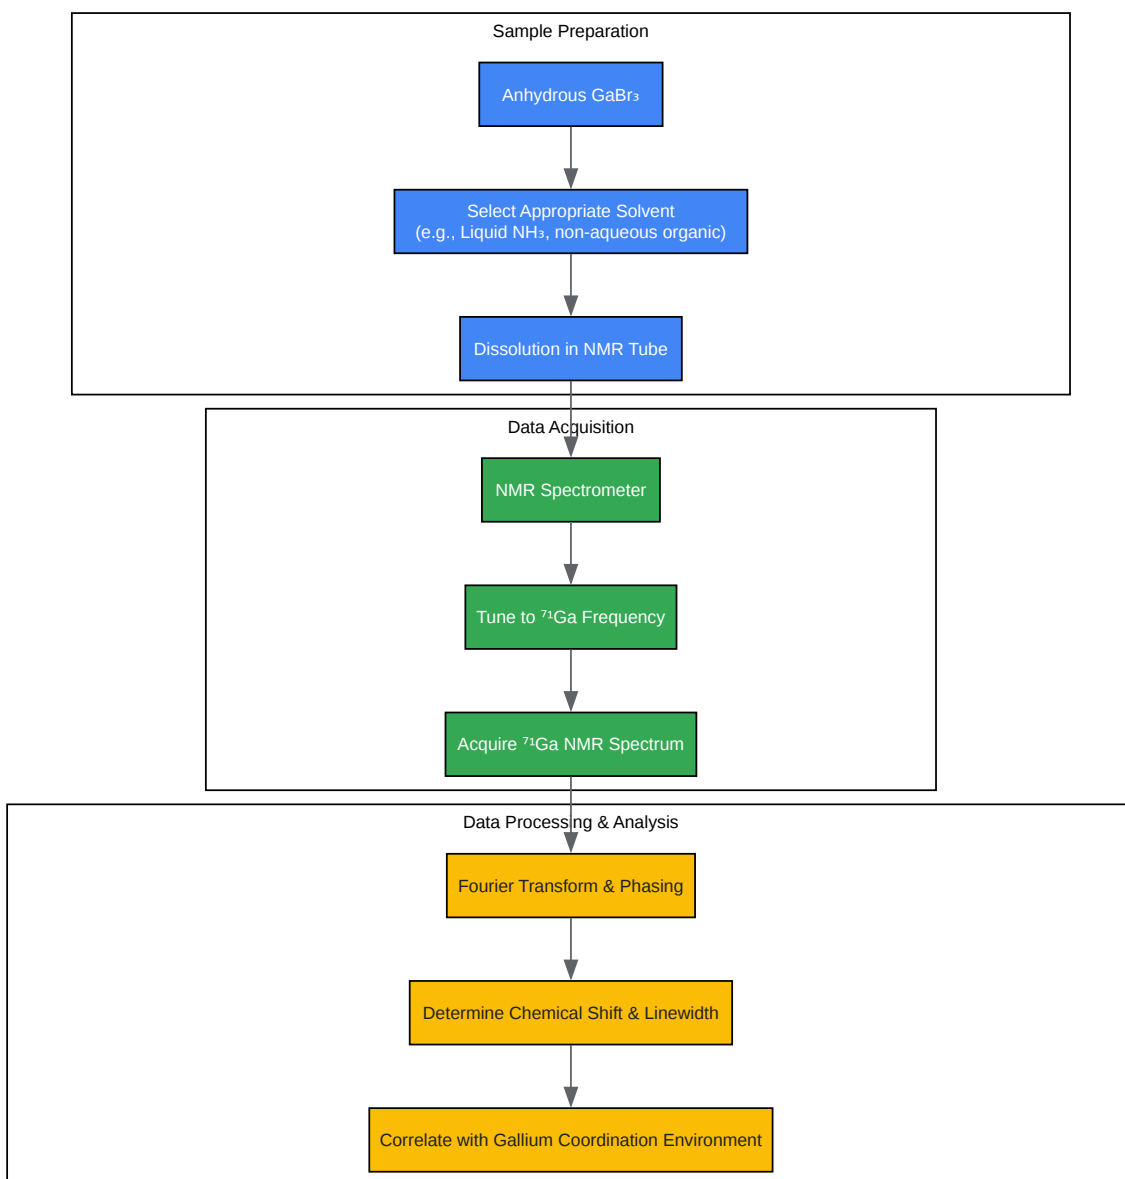 Sample Preparation
Anhydrous GaBr₃
Select Appropriate Solvent
(e.g., Liquid NH₃, non-aqueous organic)
Dissolution in NMR Tube
Data Acquisition
NMR Spectrometer
Tune to ⁷¹Ga Frequency
Acquire ⁷¹Ga NMR Spectrum
Data Processing & Analysis
Fourier Transform & Phasing
Determine Chemical Shift & Linewidth
Correlate with Gallium Coordination Environment